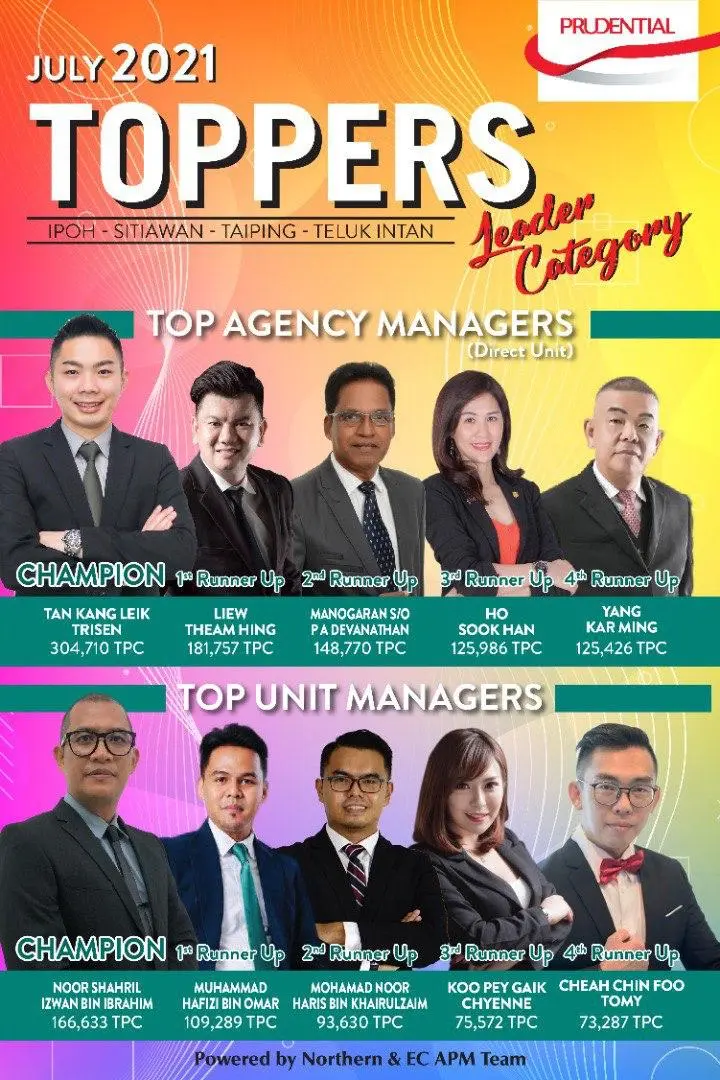 PRUDENTIAL
JULY 2021
TOPPERS
IPOH - SITIAWAN - TAIPING - TELUK INTAN
Leader
Category
TOP AGENCY MANAGERS
(Direct Unit)
CHAMPION 1st Runner Up 2nd Runner Up 3rd Runner Up 4th Runner Up
TAN KANG LEIK
TRISEN
304,710 TPC
LIEW
THEAM HING
181,757 TPC
MANOGARAN S/O
P A DEVANATHAN
148,770 TPC
HO
SOOK HAN
125,986 TPC
YANG
KAR MING
125,426 TPC
TOP UNIT MANAGERS
CHAMPION 1st Runner Up 2nd Runner Up 3rd Runner Up 4th Runner Up
NOOR SHAHRIL
IZWAN BIN IBRAHIM
166,633 TPC
MUHAMMAD
HAFIZI BIN OMAR
109,289 TPC
MOHAMAD NOOR
HARIS BIN KHAIRULZAIM
93,630 TPC
KOO PEY GAIK
CHYENNE
75,572 TPC
CHEAH CHIN FOO
TOMY
73,287 TPC
Powered by Northern & EC APM Team